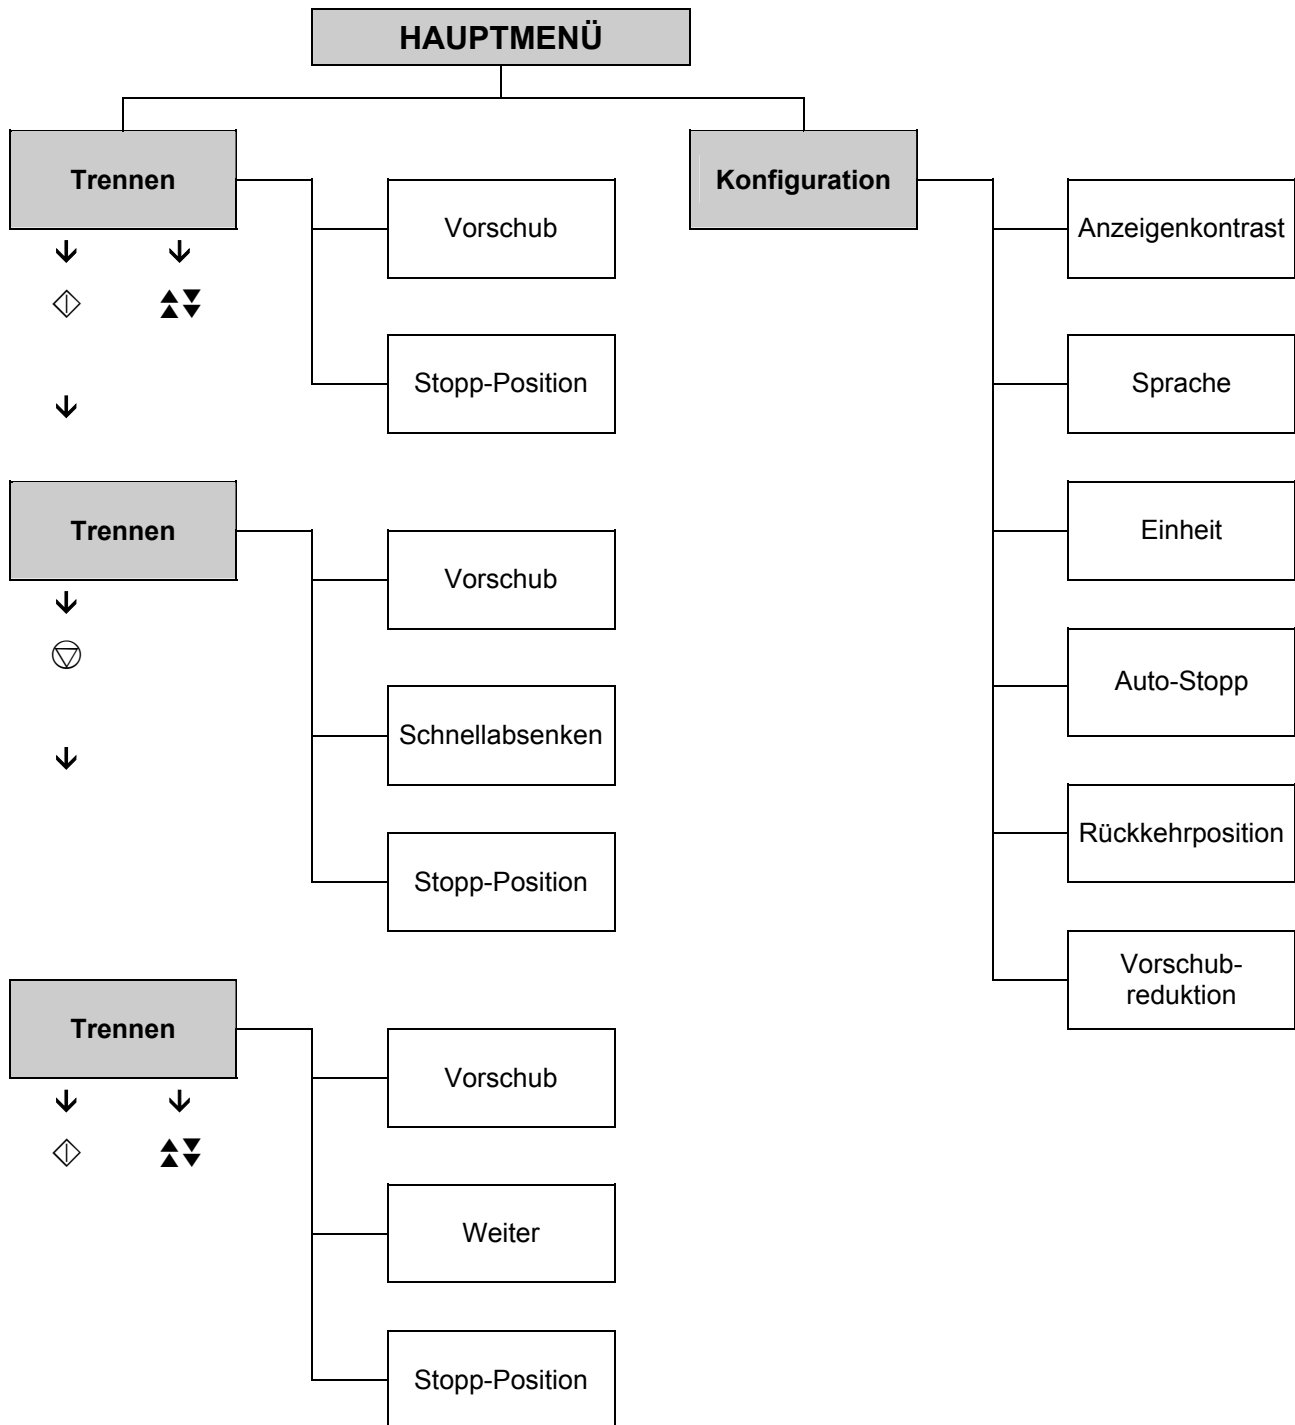 HAUPTMENÜ
Trennen
Vorschub
Stopp-Position
Trennen
Vorschub
Schnellabsenken
Stopp-Position
Trennen
Vorschub
Weiter
Stopp-Position
Konfiguration
Anzeigenkontrast
Sprache
Einheit
Auto-Stopp
Rückkehrposition
Vorschub-
reduktion